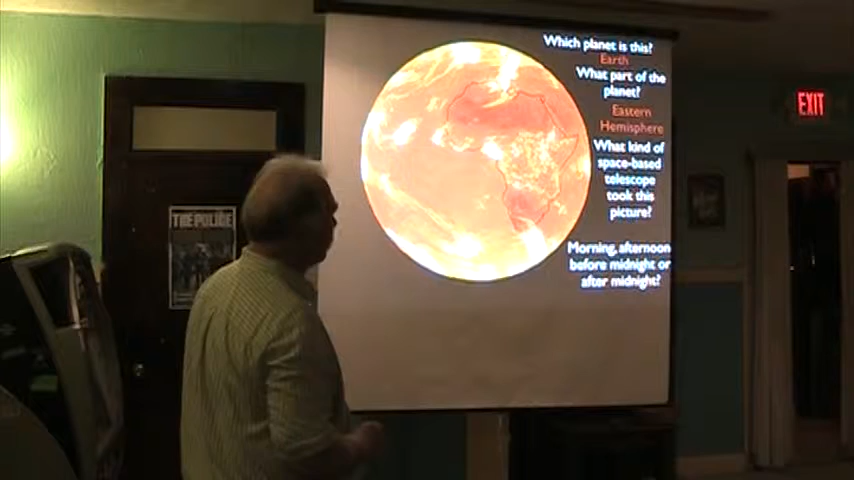 Which planet is this?
Earth
What part of the
planet?
Eastern
Hemisphere
What kind of
space-based
telescope
took this
picture?
Morning, afternoon
before midnight or
after midnight?
THE POLICE
EXIT